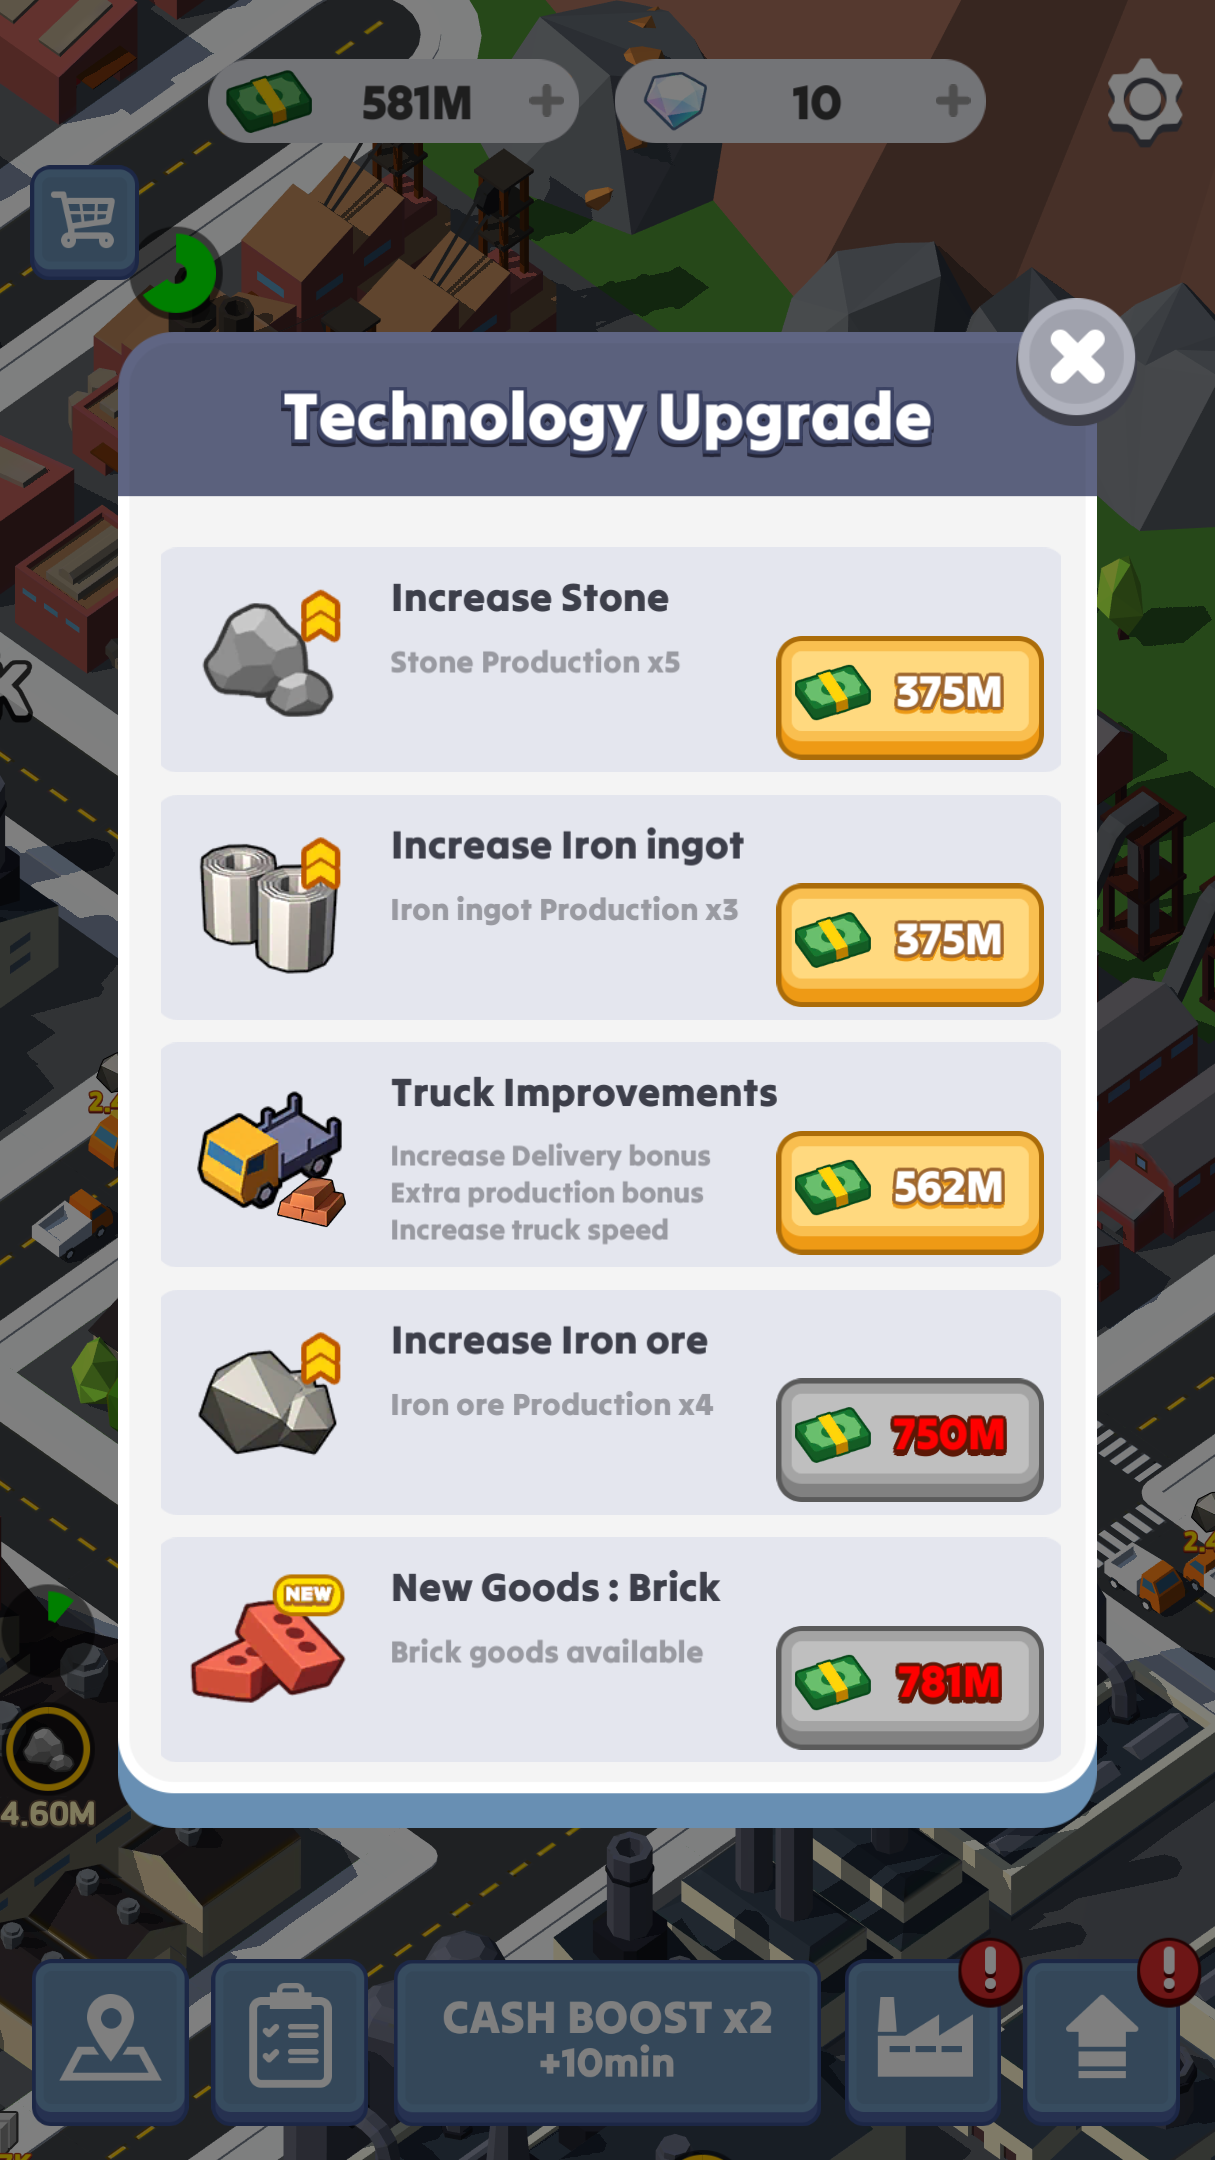 581M
10
Technology Upgrade
Increase Stone
Stone Production x5
375M
K
Increase Iron ingot
Iron ingot Production x3
375M
Truck Improvements
Increase Delivery bonus
Extra production bonus
Increase truck speed
562M
Increase Iron ore
Iron ore Production x4
750M
NEW
New Goods : Brick
Brick goods available
781M
4.60M
CASH BOOST x2
+10min